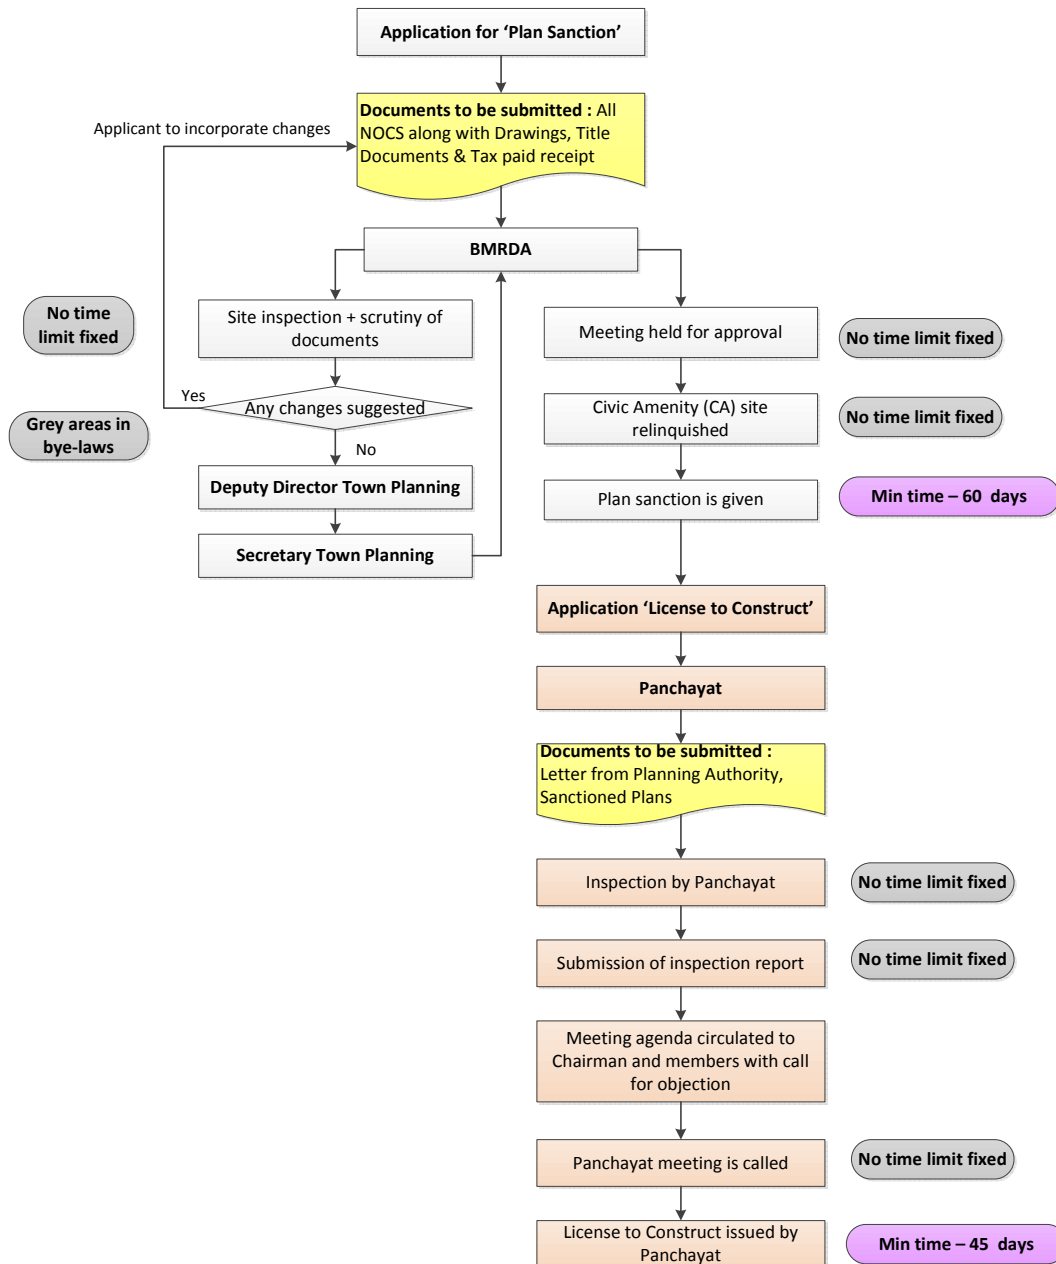 Application for ‘Plan Sanction’
Documents to be submitted : All
NOCS along with Drawings, Title
Documents & Tax paid receipt
Applicant to incorporate changes
BMRDA
No time
limit fixed
Site inspection + scrutiny of
documents
Meeting held for approval
No time limit fixed
Yes
Any changes suggested
Civic Amenity (CA) site
relinquished
No time limit fixed
Grey areas in
bye-laws
No
Deputy Director Town Planning
Plan sanction is given
Min time – 60 days
Secretary Town Planning
Application ‘License to Construct’
Panchayat
Documents to be submitted :
Letter from Planning Authority,
Sanctioned Plans
Inspection by Panchayat
No time limit fixed
Submission of inspection report
No time limit fixed
Meeting agenda circulated to
Chairman and members with call
for objection
Panchayat meeting is called
No time limit fixed
License to Construct issued by
Panchayat
Min time – 45 days